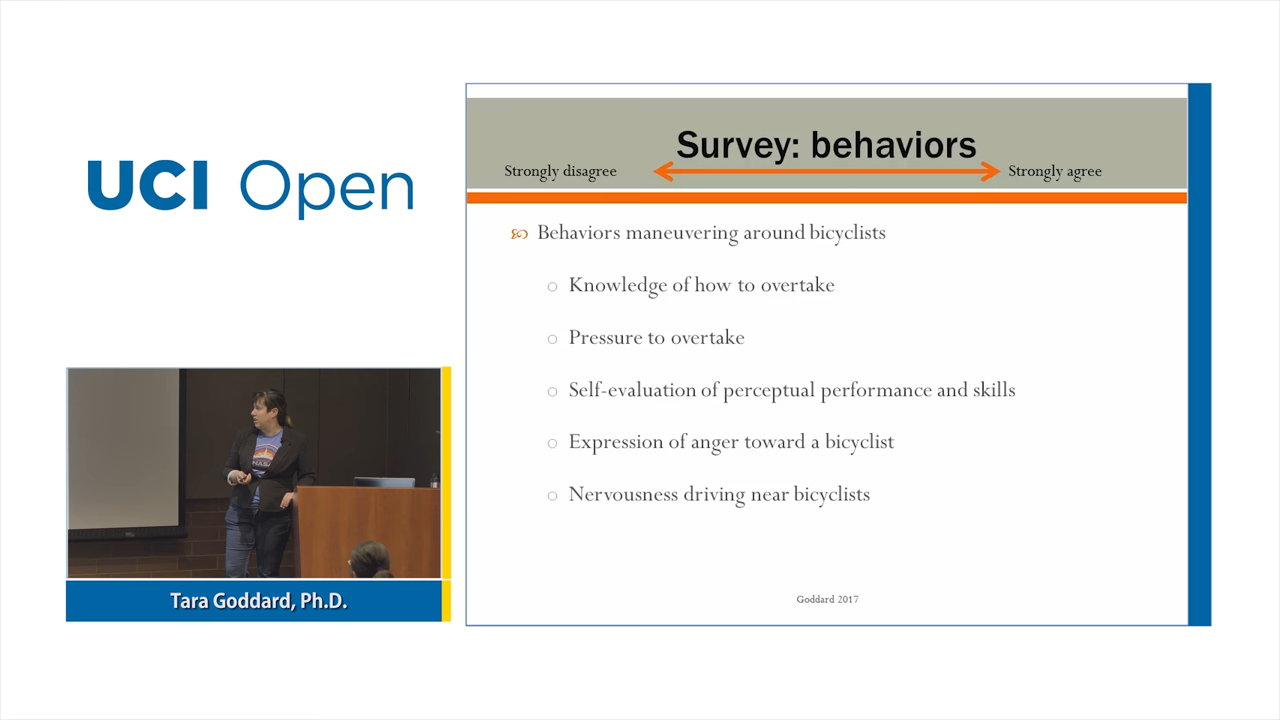 UCI Open
Survey: behaviors
Strongly disagree
Strongly agree
Behaviors maneuvering around bicyclists
Knowledge of how to overtake
Pressure to overtake
Self-evaluation of perceptual performance and skills
Expression of anger toward a bicyclist
Nervousness driving near bicyclists
Goddard 2017
Tara Goddard, Ph.D.